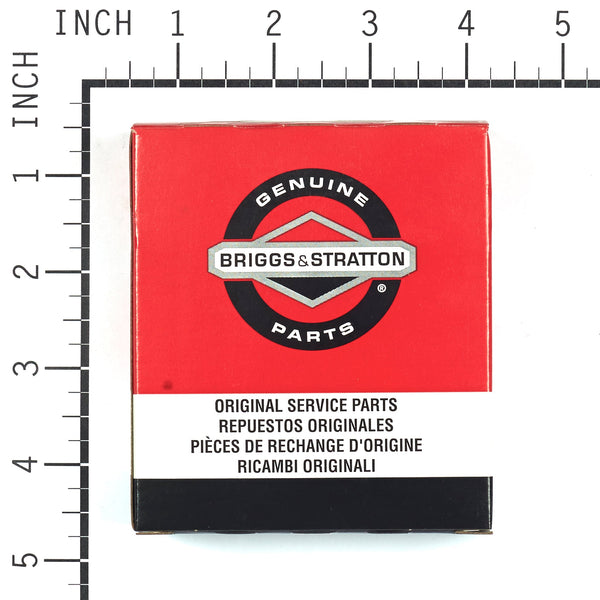 INCH 1 2 3 4 5
INCH
1
2
3
4
5
GENUINE
BRIGGS & STRATTON
®
PARTS
ORIGINAL SERVICE PARTS
REPUESTOS ORIGINALES
PIÈCES DE RECHANGE D'ORIGINE
RICAMBI ORIGINALI